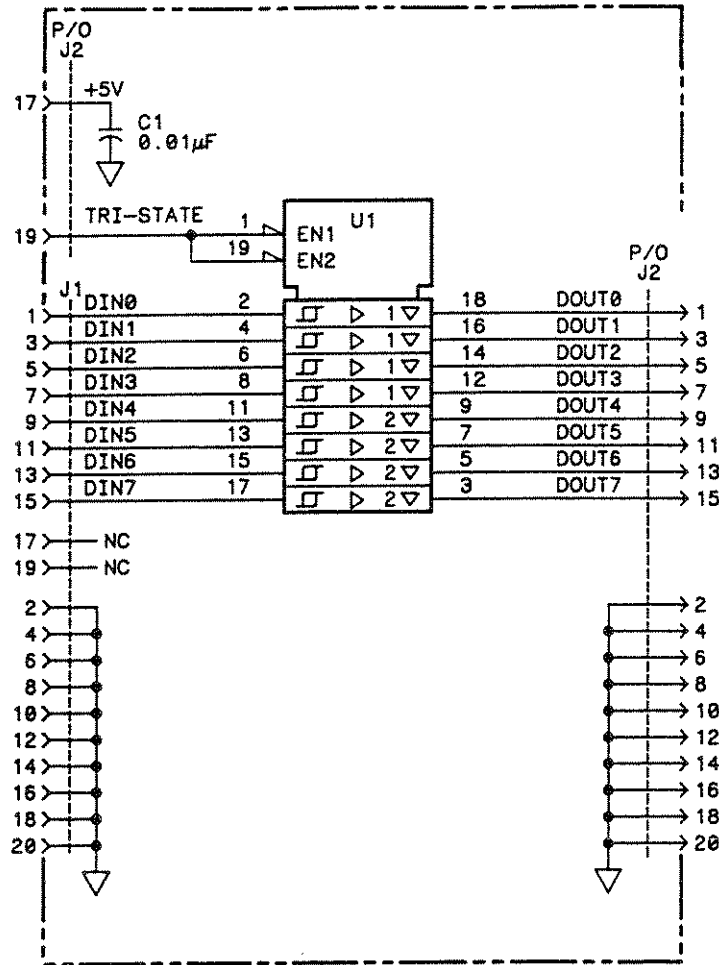 P/O
J2
17 +5V
C1
0.01µF
TRI-STATE 1 U1
19 EN1
19 EN2
P/O
J2
J1
1 DIN0 2 1 18 DOUT0 1
3 DIN1 4 1 16 DOUT1 3
5 DIN2 6 1 14 DOUT2 5
7 DIN3 8 1 12 DOUT3 7
9 DIN4 11 2 9 DOUT4 9
11 DIN5 13 2 7 DOUT5 11
13 DIN6 15 2 5 DOUT6 13
15 DIN7 17 2 3 DOUT7 15
17 NC
19 NC
2 2
4 4
6 6
8 8
10 10
12 12
14 14
16 16
18 18
20 20